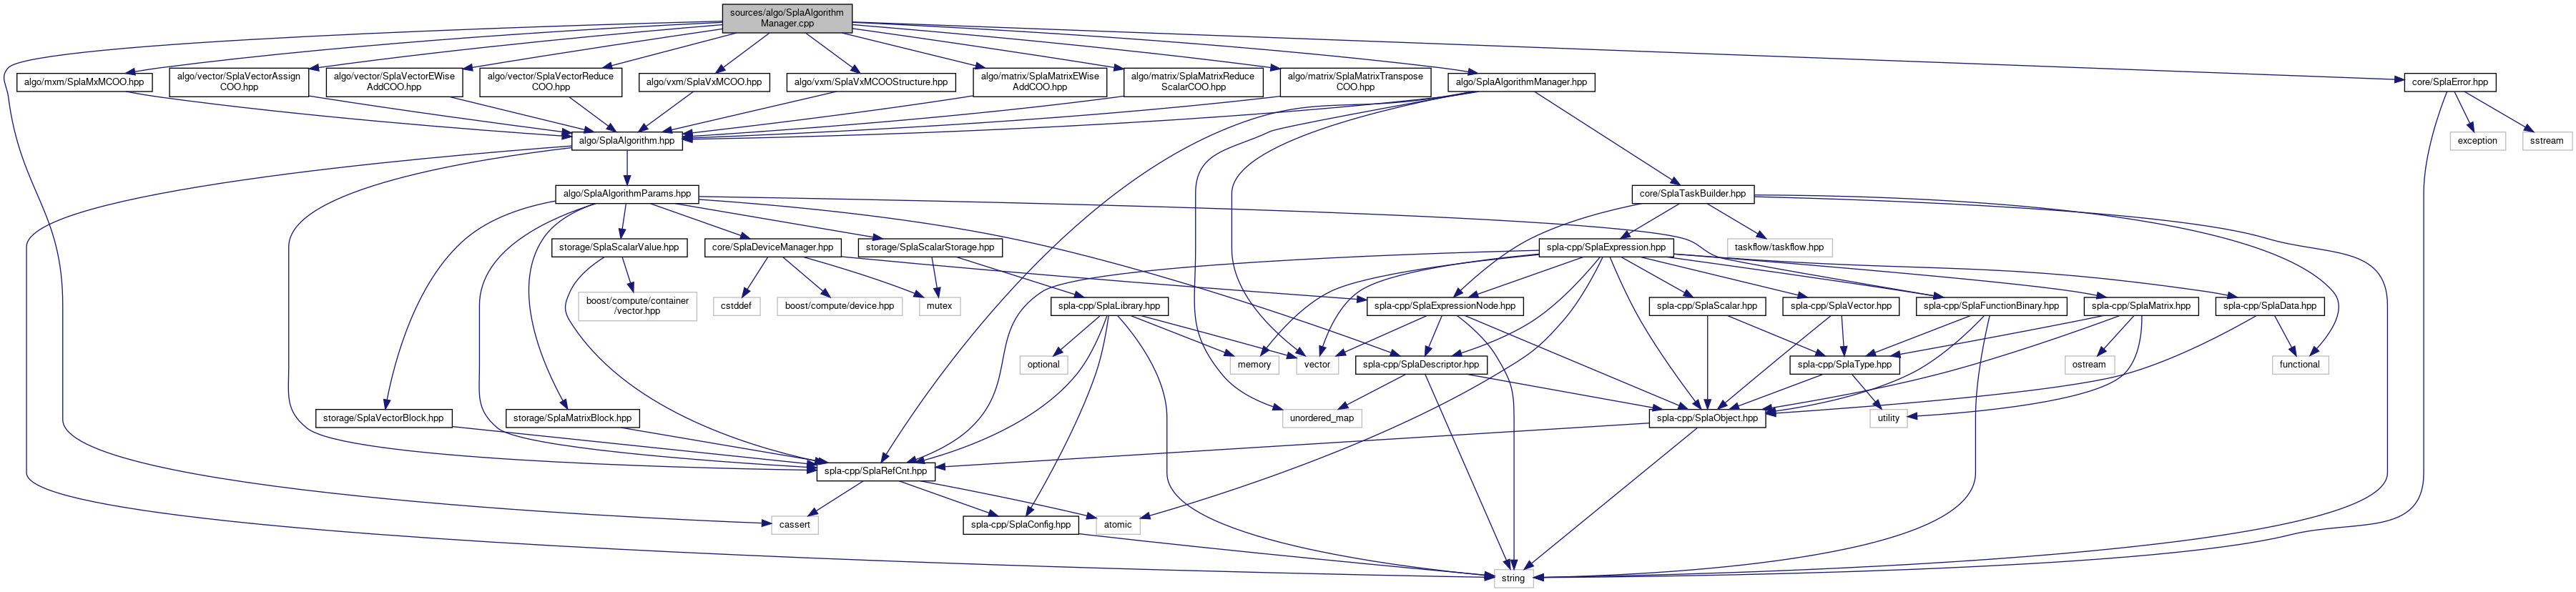 sources/algo/SplaAlgorithm
Manager.cpp
algo/mxm/SplaMxMCOO.hpp
algo/vector/SplaVectorAssign
COO.hpp
algo/vector/SplaVectorEWise
AddCOO.hpp
algo/vector/SplaVectorReduce
COO.hpp
algo/vxm/SplaVxMCOO.hpp
algo/vxm/SplaVxMCOOStructure.hpp
algo/matrix/SplaMatrixEWise
AddCOO.hpp
algo/matrix/SplaMatrixReduce
ScalarCOO.hpp
algo/matrix/SplaMatrixTranspose
COO.hpp
algo/SplaAlgorithmManager.hpp
core/SplaError.hpp
algo/SplaAlgorithm.hpp
exception
sstream
algo/SplaAlgorithmParams.hpp
core/SplaTaskBuilder.hpp
storage/SplaScalarValue.hpp
core/SplaDeviceManager.hpp
storage/SplaScalarStorage.hpp
spla-cpp/SplaExpression.hpp
taskflow/taskflow.hpp
boost/compute/container
/vector.hpp
cstddef
boost/compute/device.hpp
mutex
spla-cpp/SplaLibrary.hpp
spla-cpp/SplaExpressionNode.hpp
spla-cpp/SplaScalar.hpp
spla-cpp/SplaVector.hpp
spla-cpp/SplaFunctionBinary.hpp
spla-cpp/SplaMatrix.hpp
spla-cpp/SplaData.hpp
optional
memory
vector
spla-cpp/SplaDescriptor.hpp
spla-cpp/SplaType.hpp
ostream
functional
storage/SplaVectorBlock.hpp
storage/SplaMatrixBlock.hpp
unordered_map
spla-cpp/SplaObject.hpp
utility
spla-cpp/SplaRefCnt.hpp
cassert
spla-cpp/SplaConfig.hpp
atomic
string